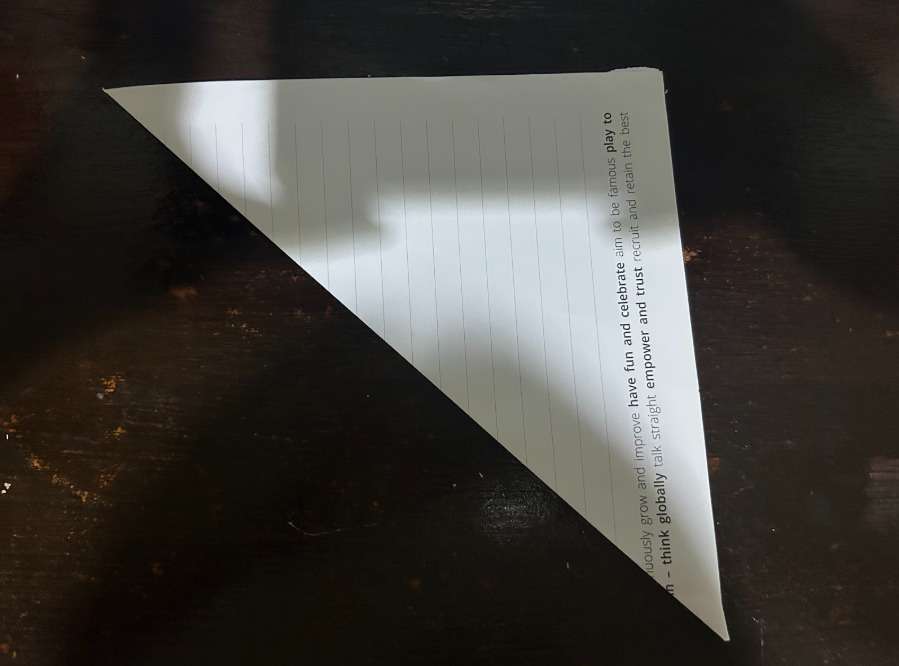 grow and improve have fun and celebrate aim to be famous play to
– think globally talk straight empower and trust recruit and retain the best